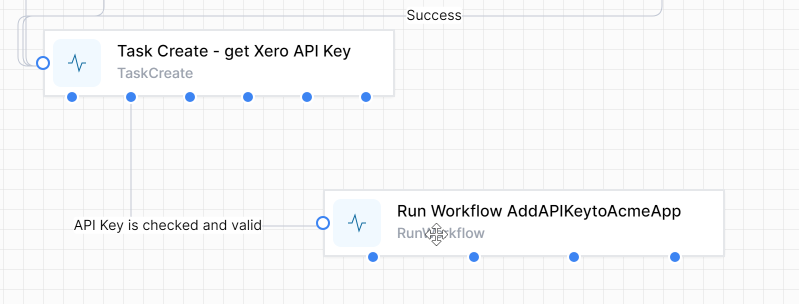 Success
Task Create - get Xero API Key
TaskCreate
API Key is checked and valid
Run Workflow AddAPIKeytoAcmeApp
RunWorkflow